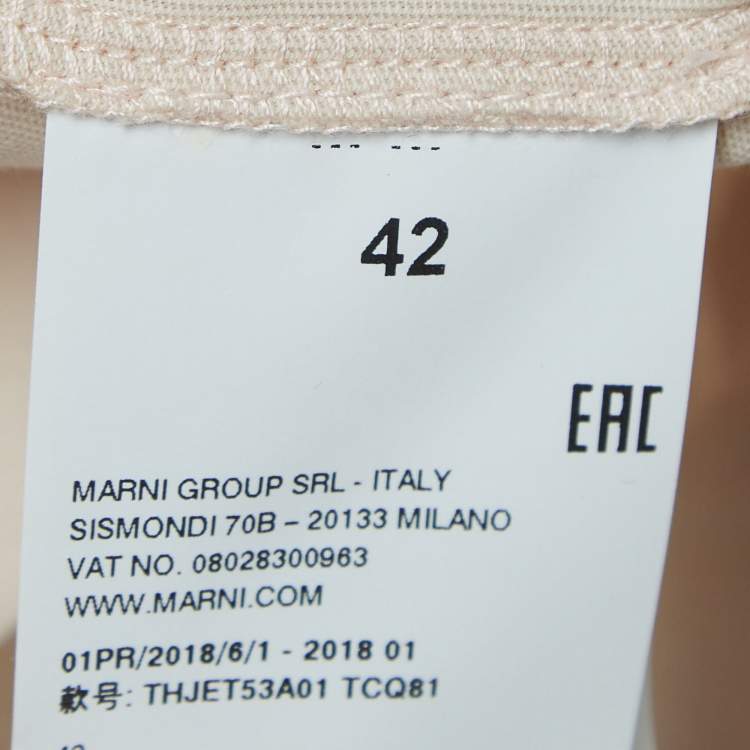 42
EAC
MARNI GROUP SRL - ITALY
SISMONDI 70B – 20133 MILANO
VAT NO. 08028300963
WWW.MARNI.COM
01PR/2018/6/1 - 2018 01
款号: THJET53A01 TCQ81